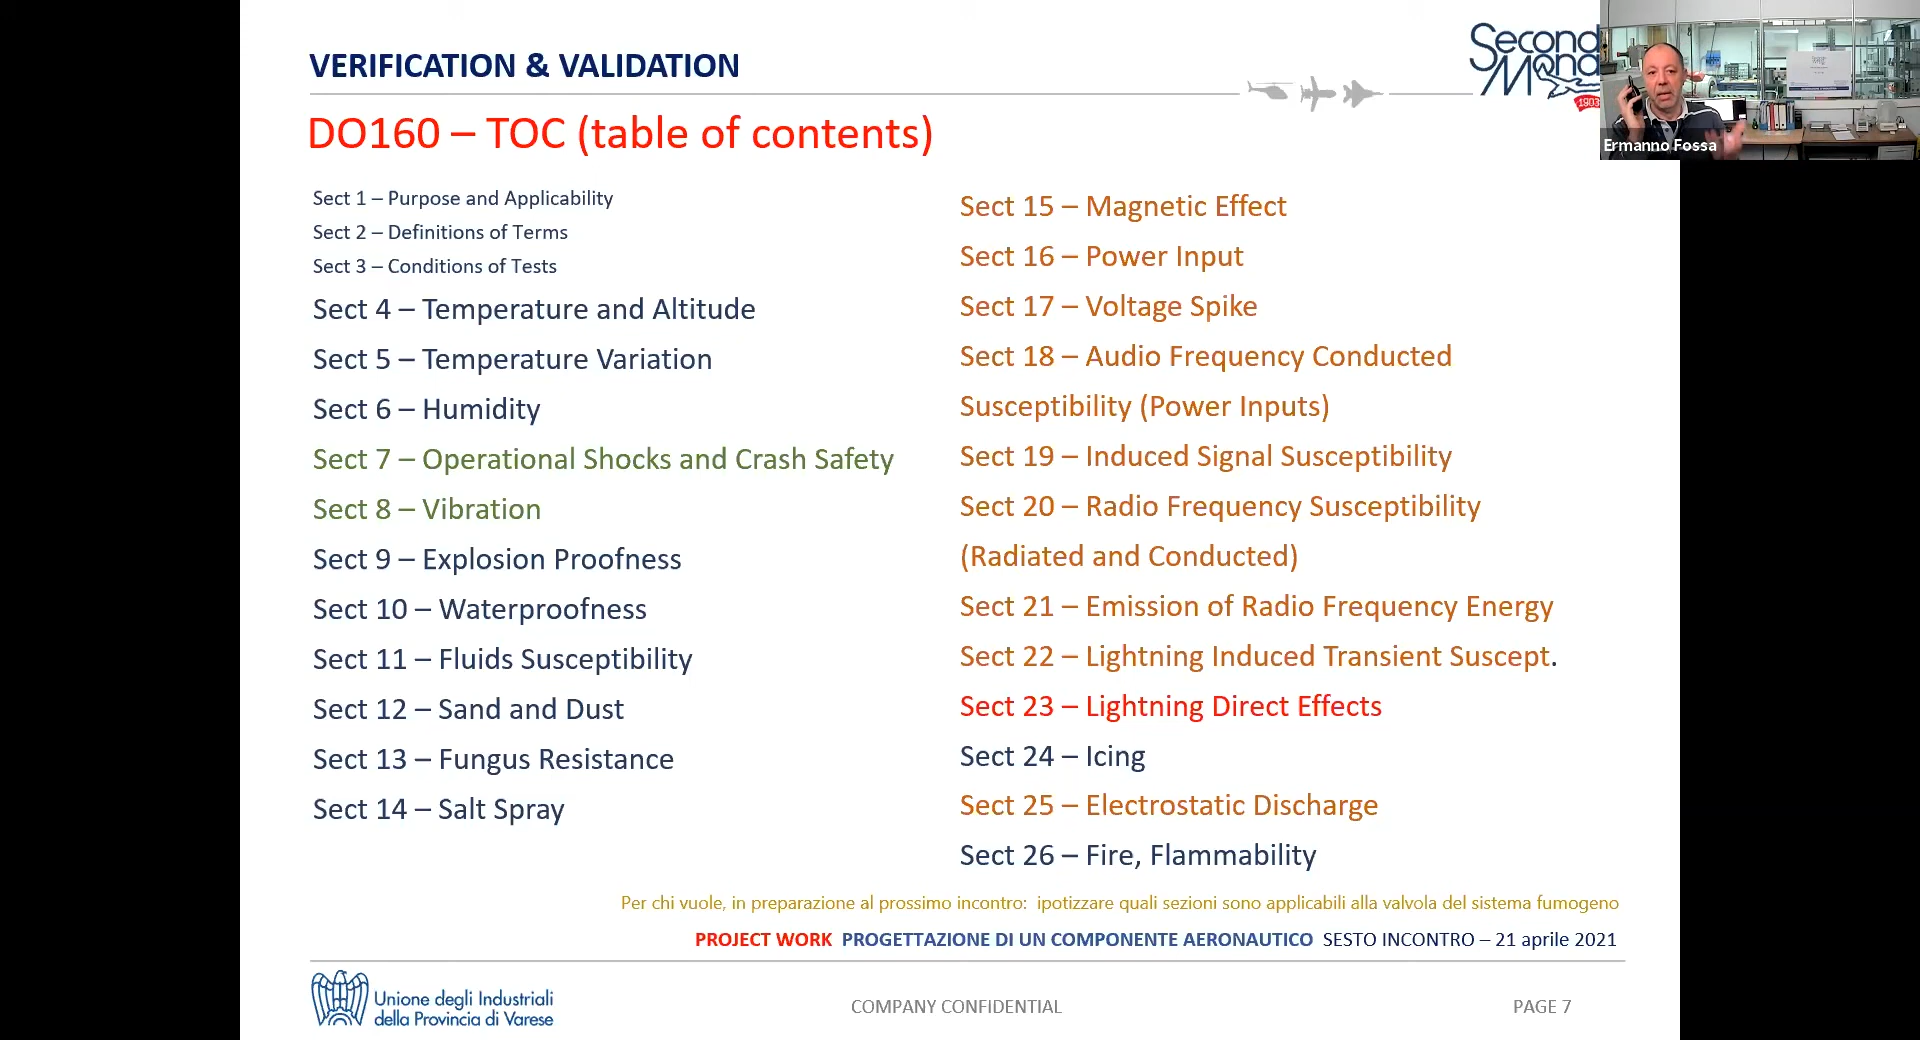 VERIFICATION & VALIDATION
Second
Mona
1903
Ermanno Fossa
DO160 – TOC (table of contents)
Sect 1 – Purpose and Applicability
Sect 2 – Definitions of Terms
Sect 3 – Conditions of Tests
Sect 4 – Temperature and Altitude
Sect 5 – Temperature Variation
Sect 6 – Humidity
Sect 7 – Operational Shocks and Crash Safety
Sect 8 – Vibration
Sect 9 – Explosion Proofness
Sect 10 – Waterproofness
Sect 11 – Fluids Susceptibility
Sect 12 – Sand and Dust
Sect 13 – Fungus Resistance
Sect 14 – Salt Spray
Sect 15 – Magnetic Effect
Sect 16 – Power Input
Sect 17 – Voltage Spike
Sect 18 – Audio Frequency Conducted
Susceptibility (Power Inputs)
Sect 19 – Induced Signal Susceptibility
Sect 20 – Radio Frequency Susceptibility
(Radiated and Conducted)
Sect 21 – Emission of Radio Frequency Energy
Sect 22 – Lightning Induced Transient Suscept.
Sect 23 – Lightning Direct Effects
Sect 24 – Icing
Sect 25 – Electrostatic Discharge
Sect 26 – Fire, Flammability
Per chi vuole, in preparazione al prossimo incontro: ipotizzare quali sezioni sono applicabili alla valvola del sistema fumogeno
PROJECT WORK PROGETTAZIONE DI UN COMPONENTE AERONAUTICO SESTO INCONTRO – 21 aprile 2021
Unione degli Industriali
della Provincia di Varese
COMPANY CONFIDENTIAL
PAGE 7